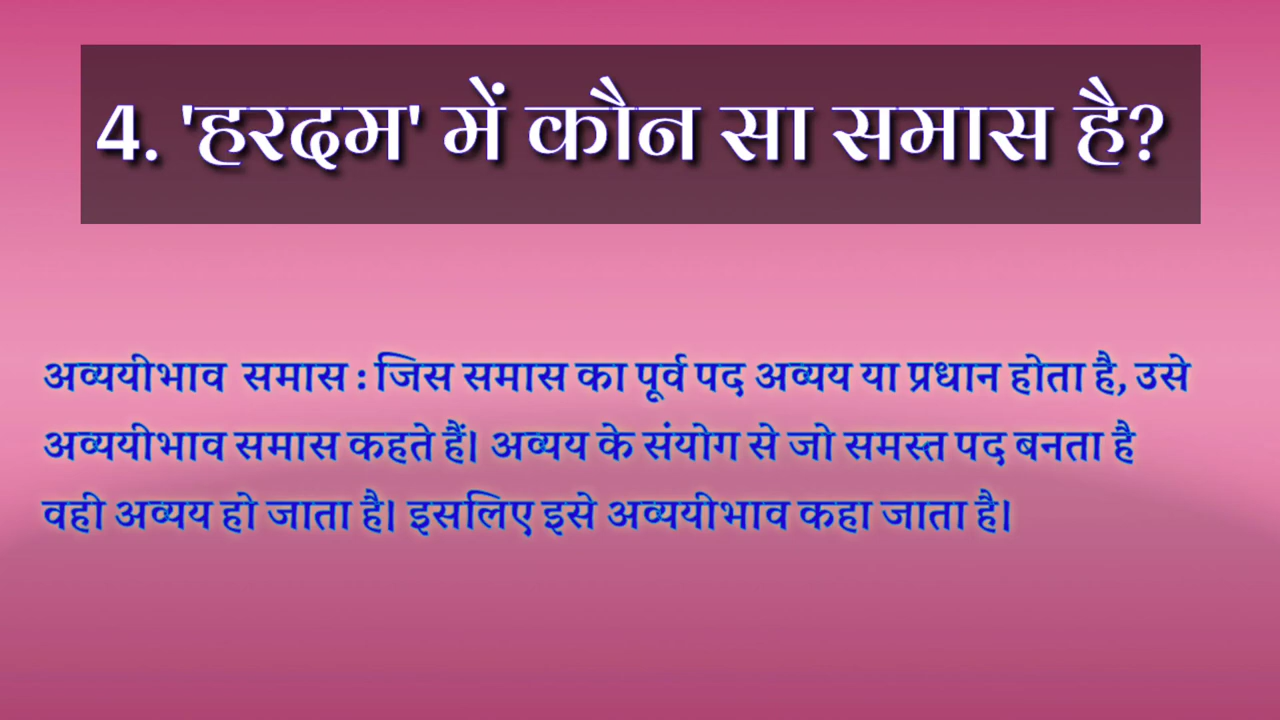 4. 'हरदम' में कौन सा समास है?
अव्ययीभाव समास : जिस समास का पूर्व पद अव्यय या प्रधान होता है, उसे
अव्ययीभाव समास कहते हैं। अव्यय के संयोग से जो समस्त पद बनता है
वही अव्यय हो जाता है। इसलिए इसे अव्ययीभाव कहा जाता है।